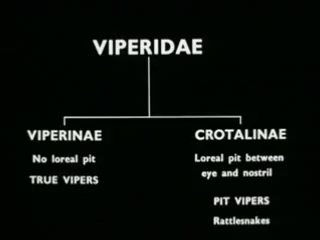 VIPERIDAE
VIPERINAE
No loreal pit
TRUE VIPERS
CROTALINAE
Loreal pit between
eye and nostril
PIT VIPERS
Rattlesnakes